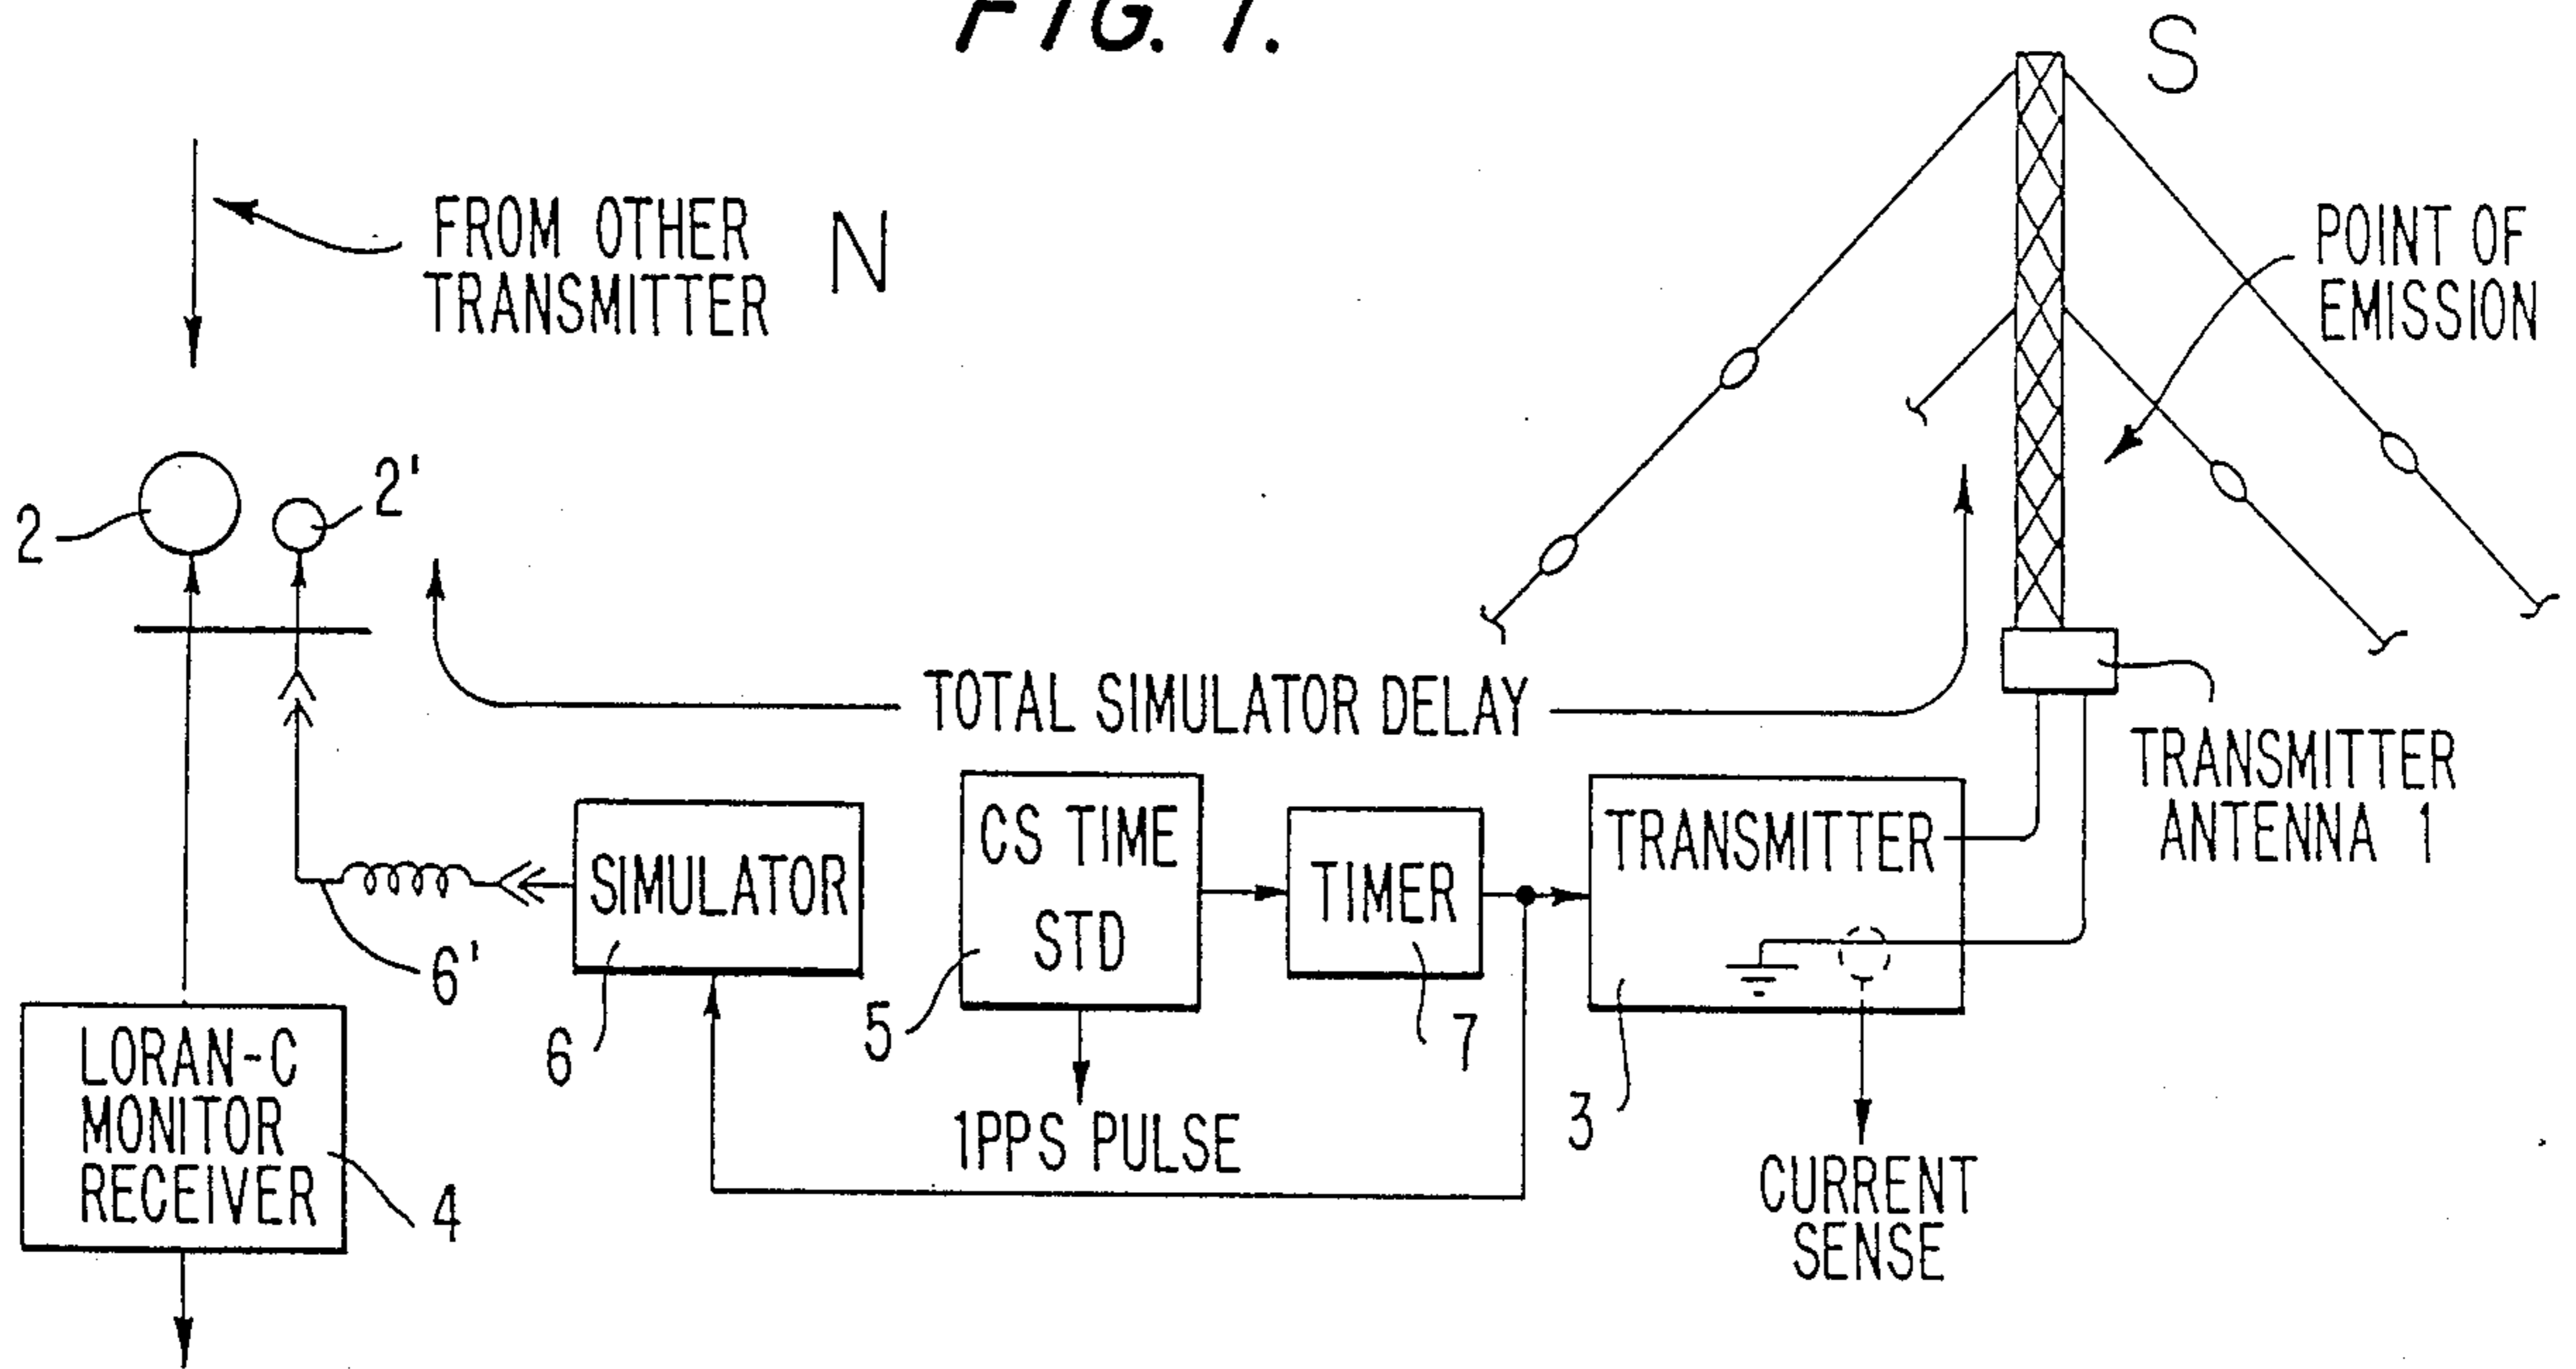 FIG. 1.
S
FROM OTHER
TRANSMITTER
N
POINT OF
EMISSION
2
2'
TOTAL SIMULATOR DELAY
TRANSMITTER
ANTENNA 1
SIMULATOR
6
6'
CS TIME
STD
5
TIMER
7
TRANSMITTER
3
LORAN-C
MONITOR
RECEIVER
4
1PPS PULSE
CURRENT
SENSE